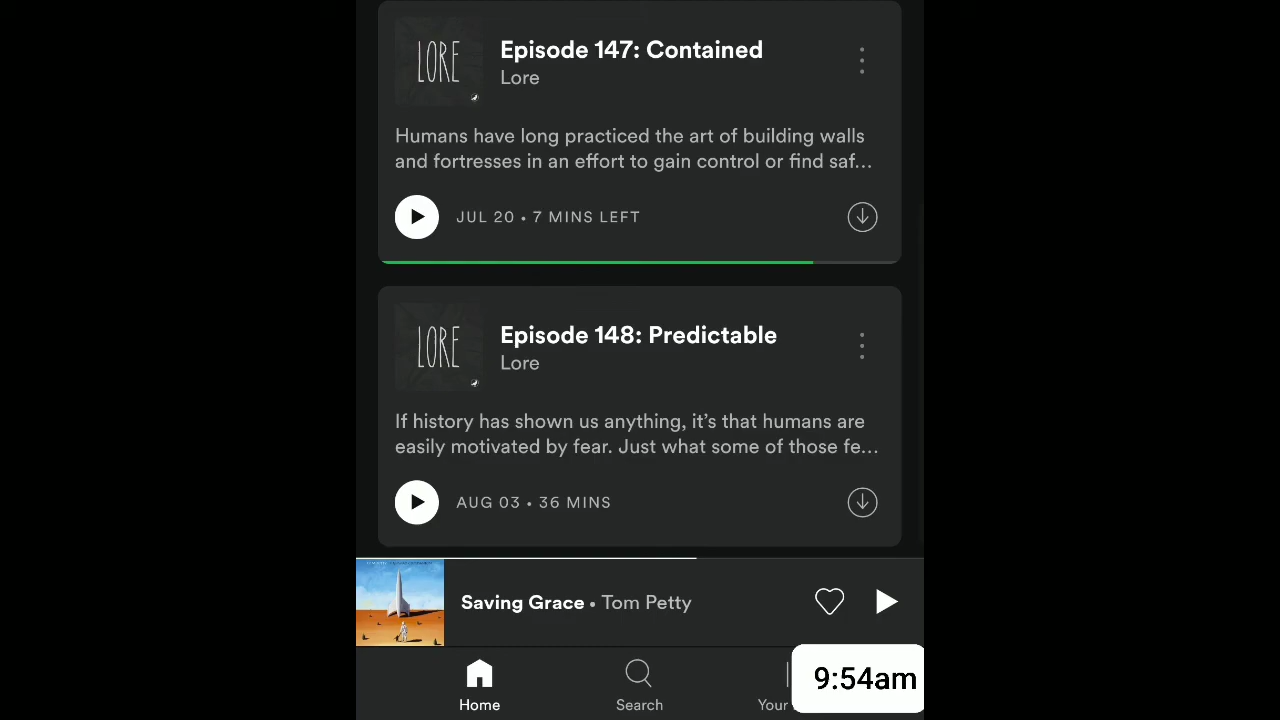 LORE
Episode 147: Contained
Lore
Humans have long practiced the art of building walls
and fortresses in an effort to gain control or find saf...
JUL 20 • 7 MINS LEFT
LORE
Episode 148: Predictable
Lore
If history has shown us anything, it's that humans are
easily motivated by fear. Just what some of those fe...
AUG 03 • 36 MINS
Saving Grace • Tom Petty
Home
Search
Your
9:54am